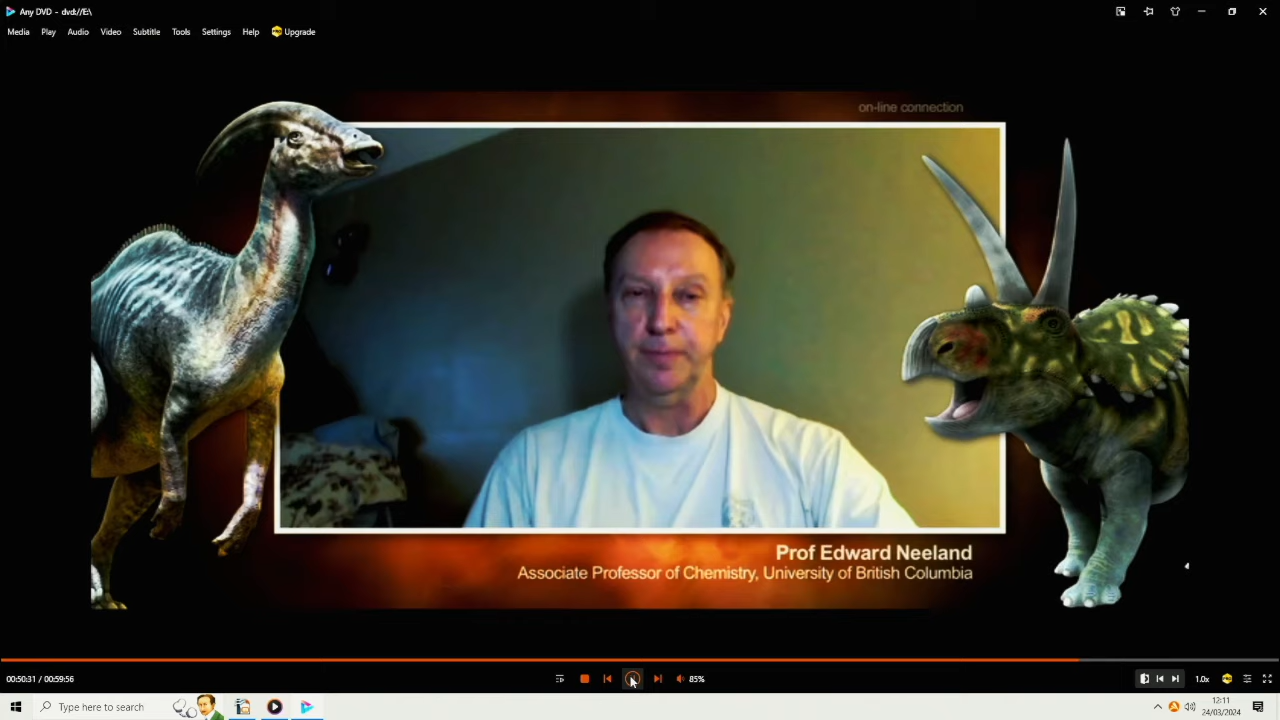 Any DVD - dvd://E:\
Media Play Audio Video Subtitle Tools Settings Help PRO Upgrade
on-line connection
Prof Edward Neeland
Associate Professor of Chemistry, University of British Columbia
00:50:31 / 00:59:56
85%
1.0x
Type here to search
12:11
24/03/2024